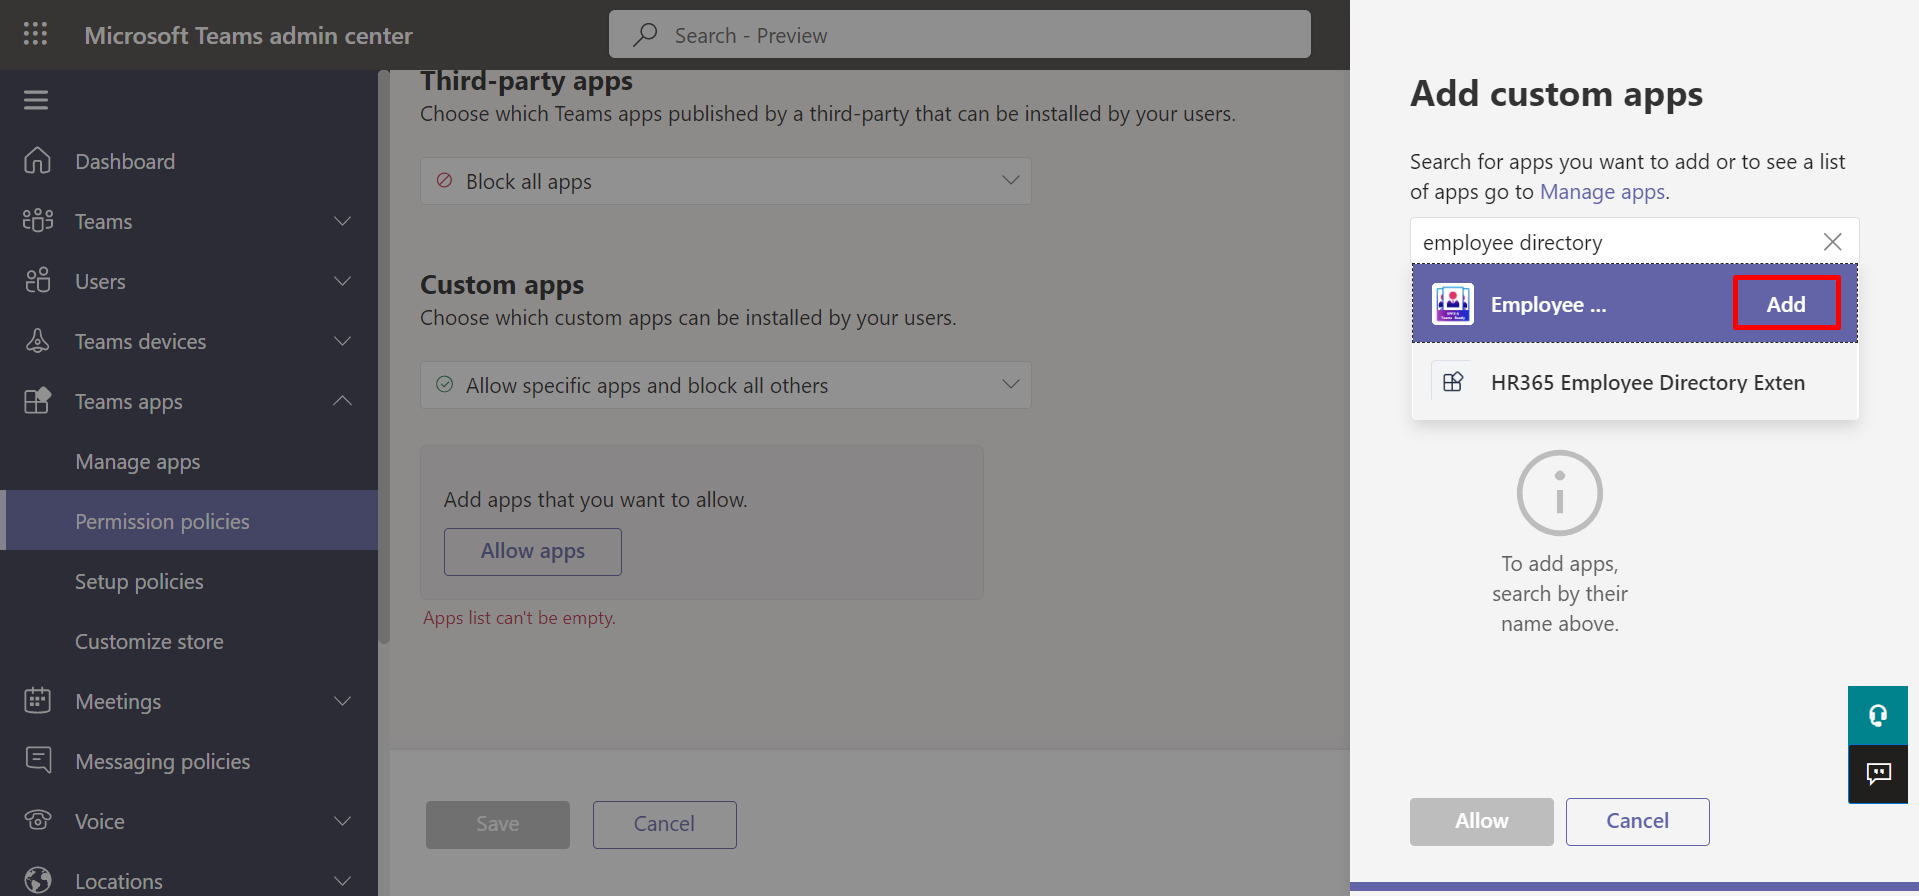 Microsoft Teams admin center
Search - Preview
Dashboard
Teams
Users
Teams devices
Teams apps
Manage apps
Permission policies
Setup policies
Customize store
Meetings
Messaging policies
Voice
Locations
Third-party apps
Choose which Teams apps published by a third-party that can be installed by your users.
Block all apps
Custom apps
Choose which custom apps can be installed by your users.
Allow specific apps and block all others
Add apps that you want to allow.
Allow apps
Apps list can't be empty.
Save
Cancel
Add custom apps
Search for apps you want to add or to see a list
of apps go to Manage apps.
employee directory
Employee ...
Add
HR365 Employee Directory Exten
To add apps,
search by their
name above.
Allow
Cancel